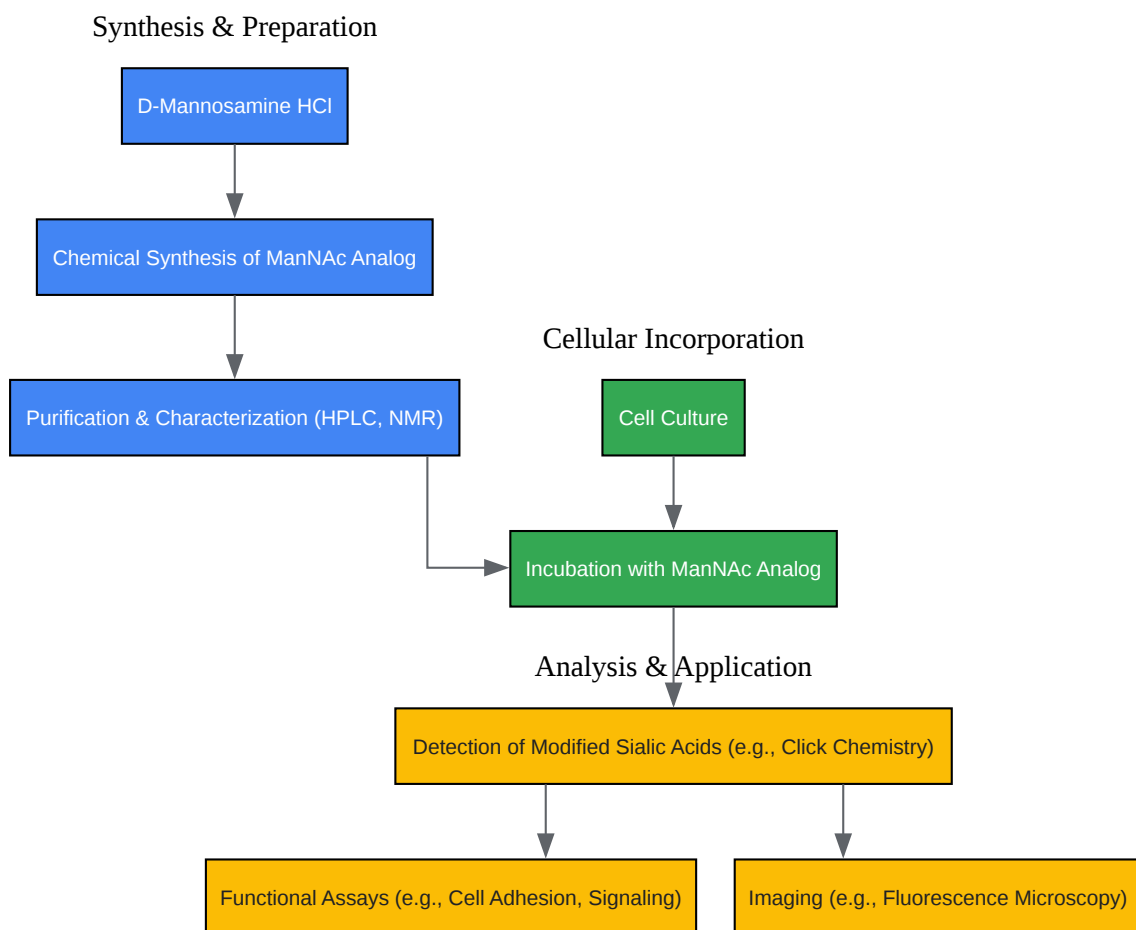 Synthesis & Preparation
D-Mannosamine HCl
Chemical Synthesis of ManNAc Analog
Purification & Characterization (HPLC, NMR)
Cellular Incorporation
Cell Culture
Incubation with ManNAc Analog
Analysis & Application
Detection of Modified Sialic Acids (e.g., Click Chemistry)
Functional Assays (e.g., Cell Adhesion, Signaling)
Imaging (e.g., Fluorescence Microscopy)